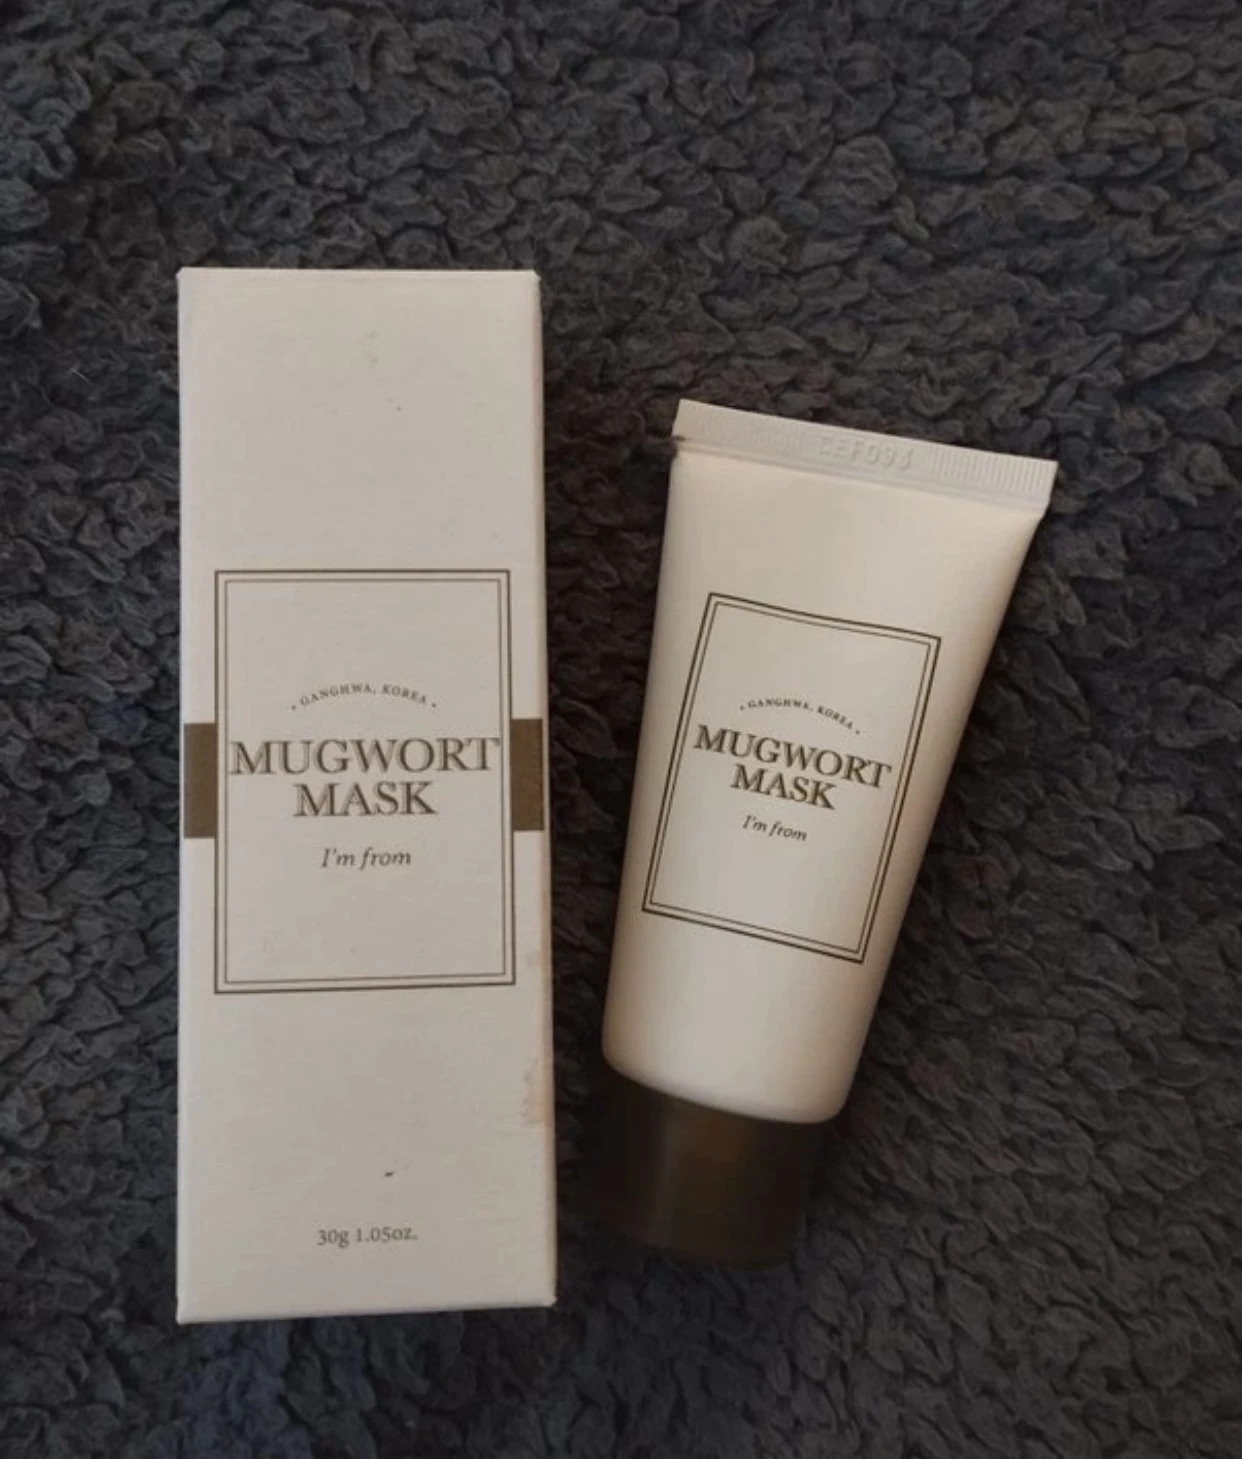 • GANGHWA, KOREA •
MUGWORT
MASK
I'm from
30g 1.05oz.
• GANGHWA, KOREA •
MUGWORT
MASK
I'm from